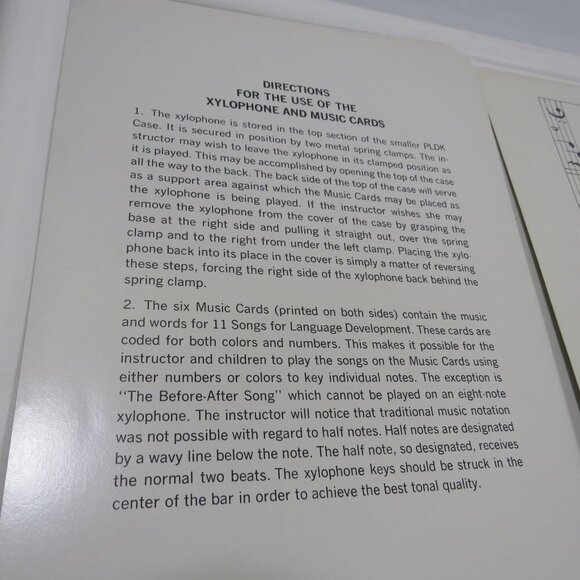 DIRECTIONS
FOR THE USE OF THE
XYLOPHONE AND MUSIC CARDS
1. The xylophone is stored in the top section of the smaller PLDK
Case. It is secured in position by two metal spring clamps. The in-
structor may wish to leave the xylophone in its clamped position as
it is played. This may be accomplished by opening the top of the case
all the way to the back. The back side of the top of the case will serve
as a support area against which the Music Cards may be placed as
the xylophone is being played. If the instructor wishes she may
remove the xylophone from the cover of the case by grasping the
base at the right side and pulling it straight out, over the spring
clamp and to the right from under the left clamp. Placing the xylo-
phone back into its place in the cover is simply a matter of reversing
these steps, forcing the right side of the xylophone back behind the
spring clamp.
2. The six Music Cards (printed on both sides) contain the music
and words for 11 Songs for Language Development. These cards are
coded for both colors and numbers. This makes it possible for the
instructor and children to play the songs on the Music Cards using
either numbers or colors to key individual notes. The exception is
"The Before-After Song" which cannot be played on an eight-note
xylophone. The instructor will notice that traditional music notation
was not possible with regard to half notes. Half notes are designated
by a wavy line below the note. The half note, so designated, receives
the normal two beats. The xylophone keys should be struck in the
center of the bar in order to achieve the best tonal quality.